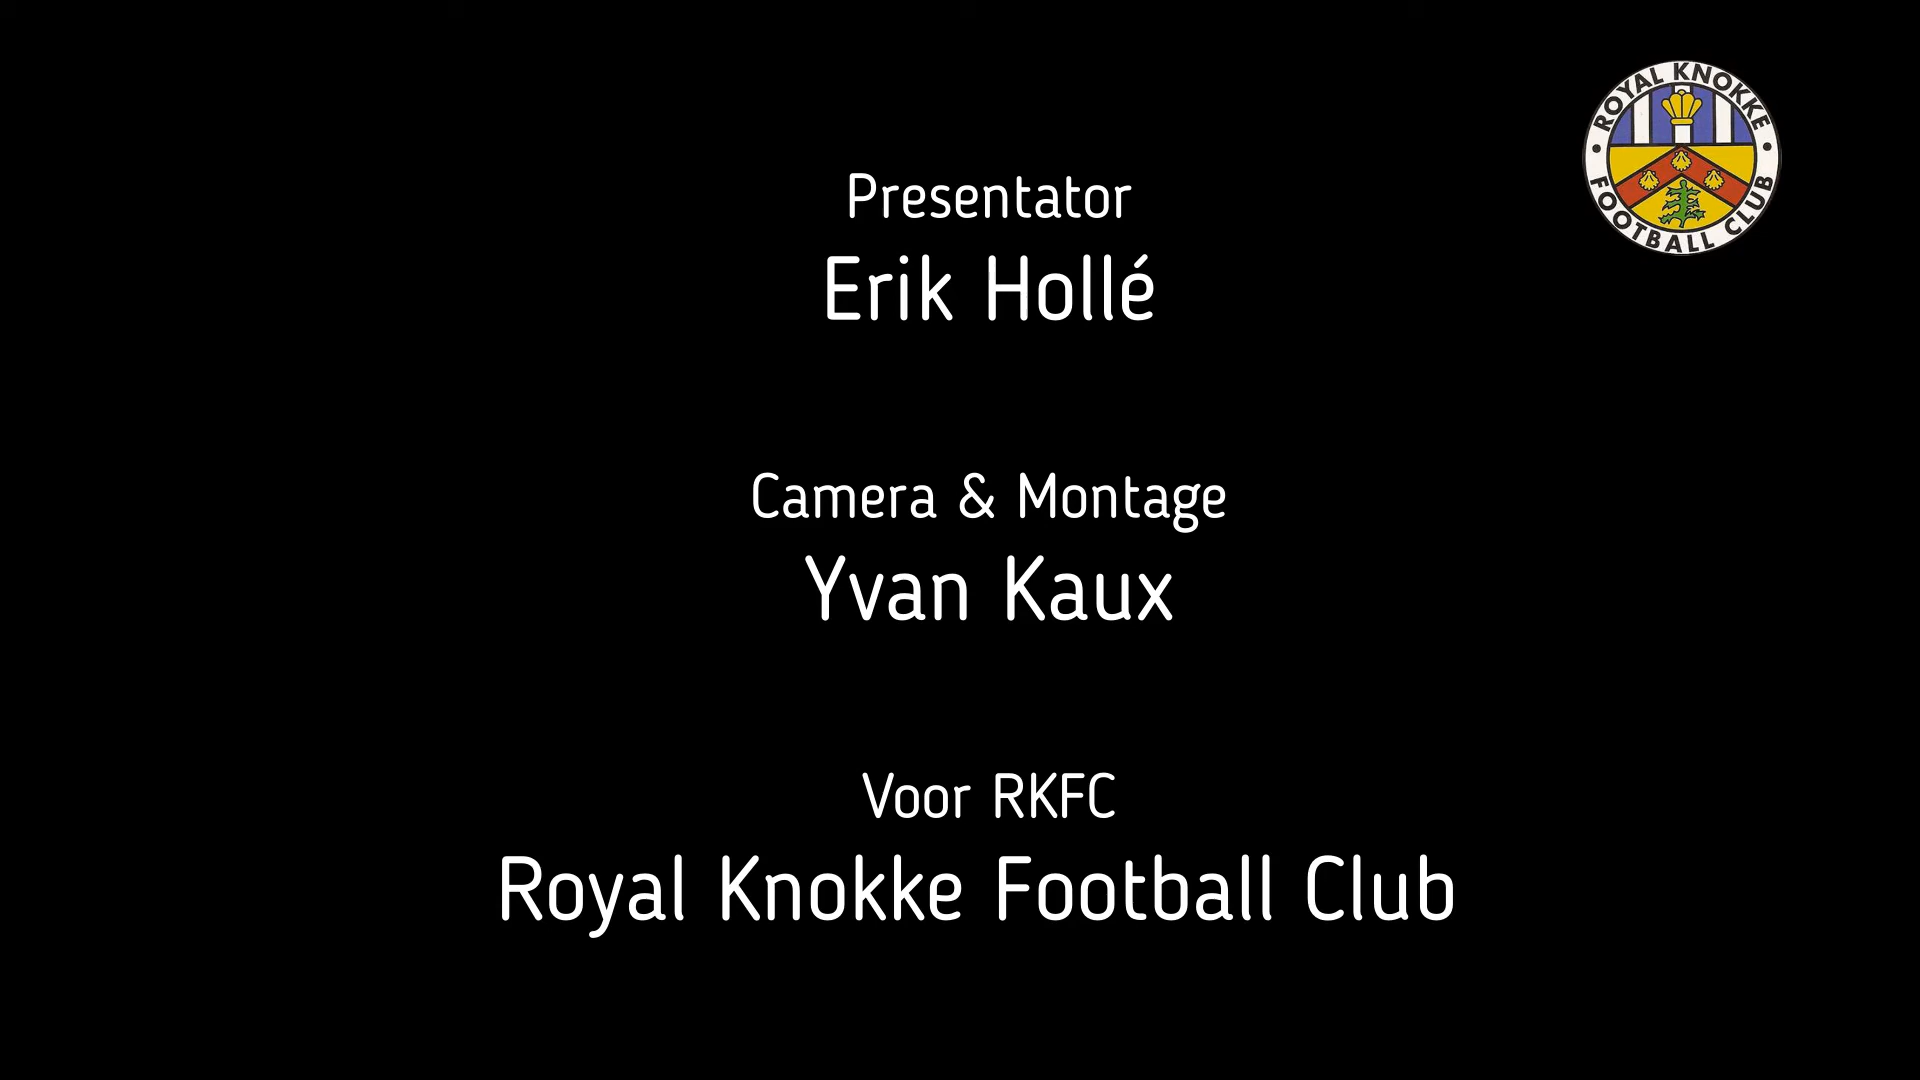 ROYAL KNOKKE
FOOTBALL CLUB
Presentator
Erik Hollé
Camera & Montage
Yvan Kaux
Voor RKFC
Royal Knokke Football Club